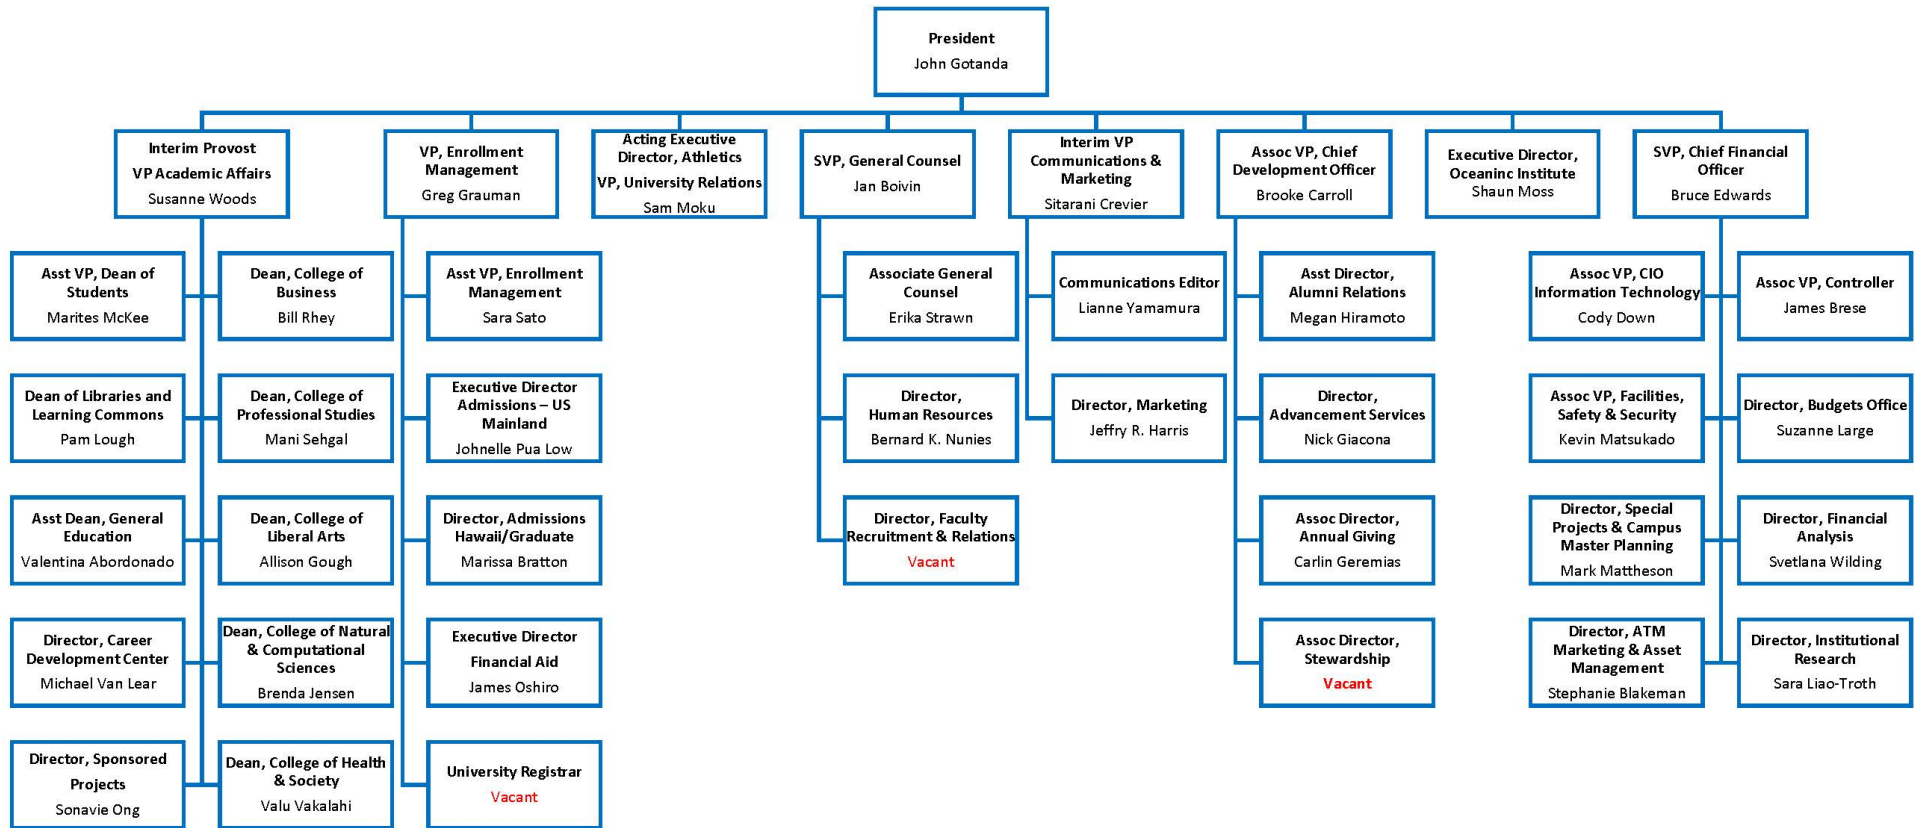 President
John Gotanda
Interim Provost
VP Academic Affairs
Susanne Woods
VP, Enrollment
Management
Greg Grauman
Acting Executive
Director, Athletics
VP, University Relations
Sam Moku
SVP, General Counsel
Jan Boivin
Interim VP
Communications &
Marketing
Sitarani Crevier
Assoc VP, Chief
Development Officer
Brooke Carroll
Executive Director,
Oceaninc Institute
Shaun Moss
SVP, Chief Financial
Officer
Bruce Edwards
Asst VP, Dean of
Students
Marites McKee
Dean, College of
Business
Bill Rhey
Asst VP, Enrollment
Management
Sara Sato
Associate General
Counsel
Erika Strawn
Communications Editor
Lianne Yamamura
Asst Director,
Alumni Relations
Megan Hiramoto
Assoc VP, CIO
Information Technology
Cody Down
Assoc VP, Controller
James Brese
Dean of Libraries and
Learning Commons
Pam Lough
Dean, College of
Professional Studies
Mani Sehgal
Executive Director
Admissions – US
Mainland
Johnelle Pua Low
Director,
Human Resources
Bernard K. Nunies
Director, Marketing
Jeffry R. Harris
Director,
Advancement Services
Nick Giacona
Assoc VP, Facilities,
Safety & Security
Kevin Matsukado
Director, Budgets Office
Suzanne Large
Asst Dean, General
Education
Valentina Abordonado
Dean, College of
Liberal Arts
Allison Gough
Director, Admissions
Hawaii/Graduate
Marissa Bratton
Director, Faculty
Recruitment & Relations
Vacant
Assoc Director,
Annual Giving
Carlin Geremias
Director, Special
Projects & Campus
Master Planning
Mark Mattheson
Director, Financial
Analysis
Svetlana Wilding
Director, Career
Development Center
Michael Van Lear
Dean, College of Natural
& Computational
Sciences
Brenda Jensen
Executive Director
Financial Aid
James Oshiro
Assoc Director,
Stewardship
Vacant
Director, ATM
Marketing & Asset
Management
Stephanie Blakeman
Director, Institutional
Research
Sara Liao-Troth
Director, Sponsored
Projects
Sonavie Ong
Dean, College of Health
& Society
Valu Vakalahi
University Registrar
Vacant